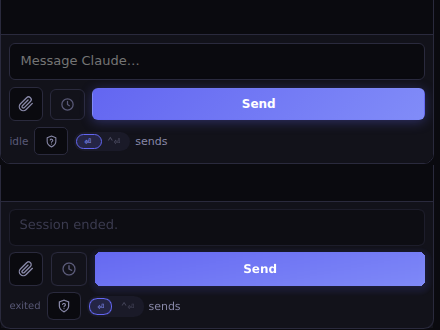 Message Claude...
Send
idle ⏎ ^⏎ sends
Session ended.
Send
exited ⏎ ^⏎ sends